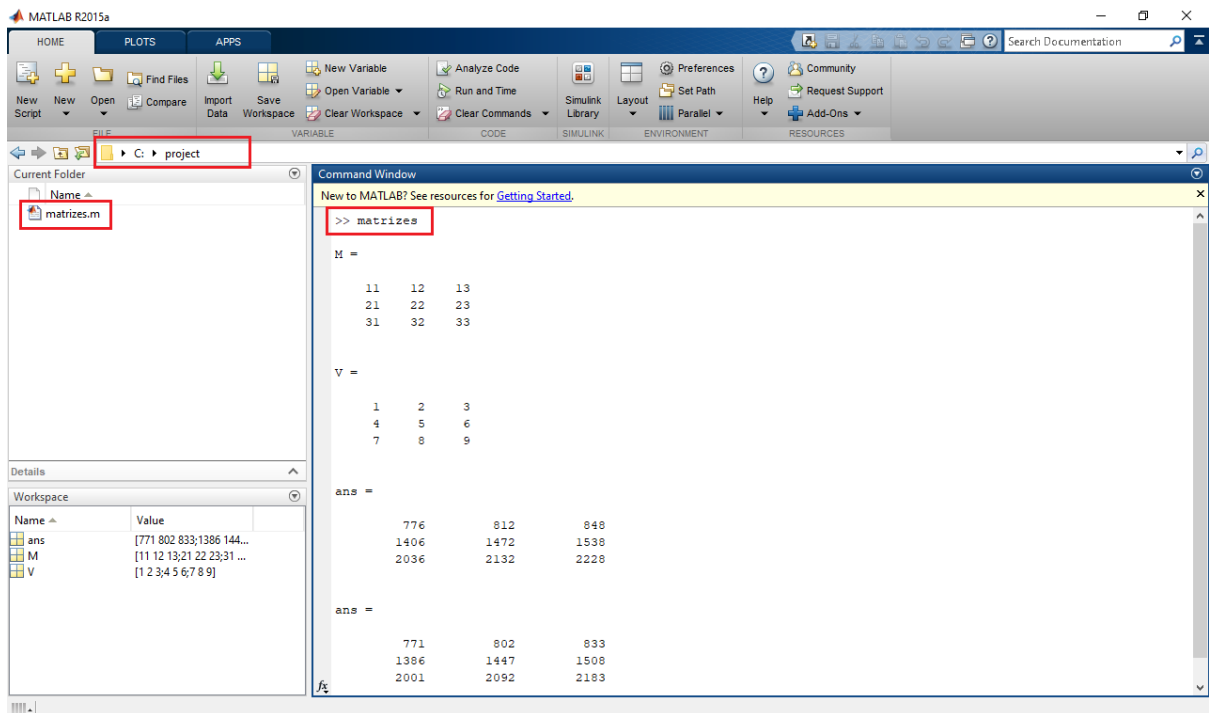 MATLAB R2015a
HOME PLOTS APPS
Search Documentation
New Script
New
Open
Find Files
Compare
Import Data
Save Workspace
New Variable
Open Variable
Clear Workspace
Analyze Code
Run and Time
Clear Commands
Simulink Library
Layout
Preferences
Set Path
Parallel
Help
Community
Request Support
Add-Ons
FILE VARIABLE CODE SIMULINK ENVIRONMENT RESOURCES
C: project
Current Folder
Name
matrizes.m
Details
Workspace
Name Value
ans [771 802 833;1386 144...
M [11 12 13;21 22 23;31 ...
V [1 2 3;4 5 6;7 8 9]
Command Window
New to MATLAB? See resources for Getting Started.
>> matrizes
M =
11 12 13
21 22 23
31 32 33
V =
1 2 3
4 5 6
7 8 9
ans =
776 812 848
1406 1472 1538
2036 2132 2228
ans =
771 802 833
1386 1447 1508
2001 2092 2183
fx